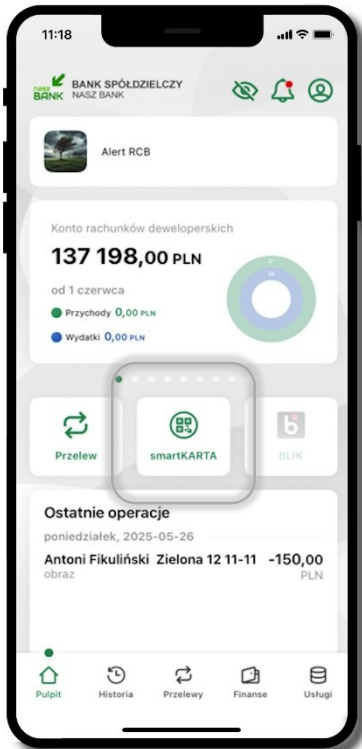 11:18
nasz
BANK
BANK SPÓŁDZIELCZY
NASZ BANK
Alert RCB
Konto rachunków deweloperskich
137 198,00 PLN
od 1 czerwca
Przychody 0,00 PLN
Wydatki 0,00 PLN
P
W
Przelew
smartKARTA
b
BLIK
Ostatnie operacje
poniedziałek, 2025-05-26
Antoni Fikuliński Zielona 12 11-11 -150,00
obraz PLN
Pulpit Historia Przelewy Finanse Usługi